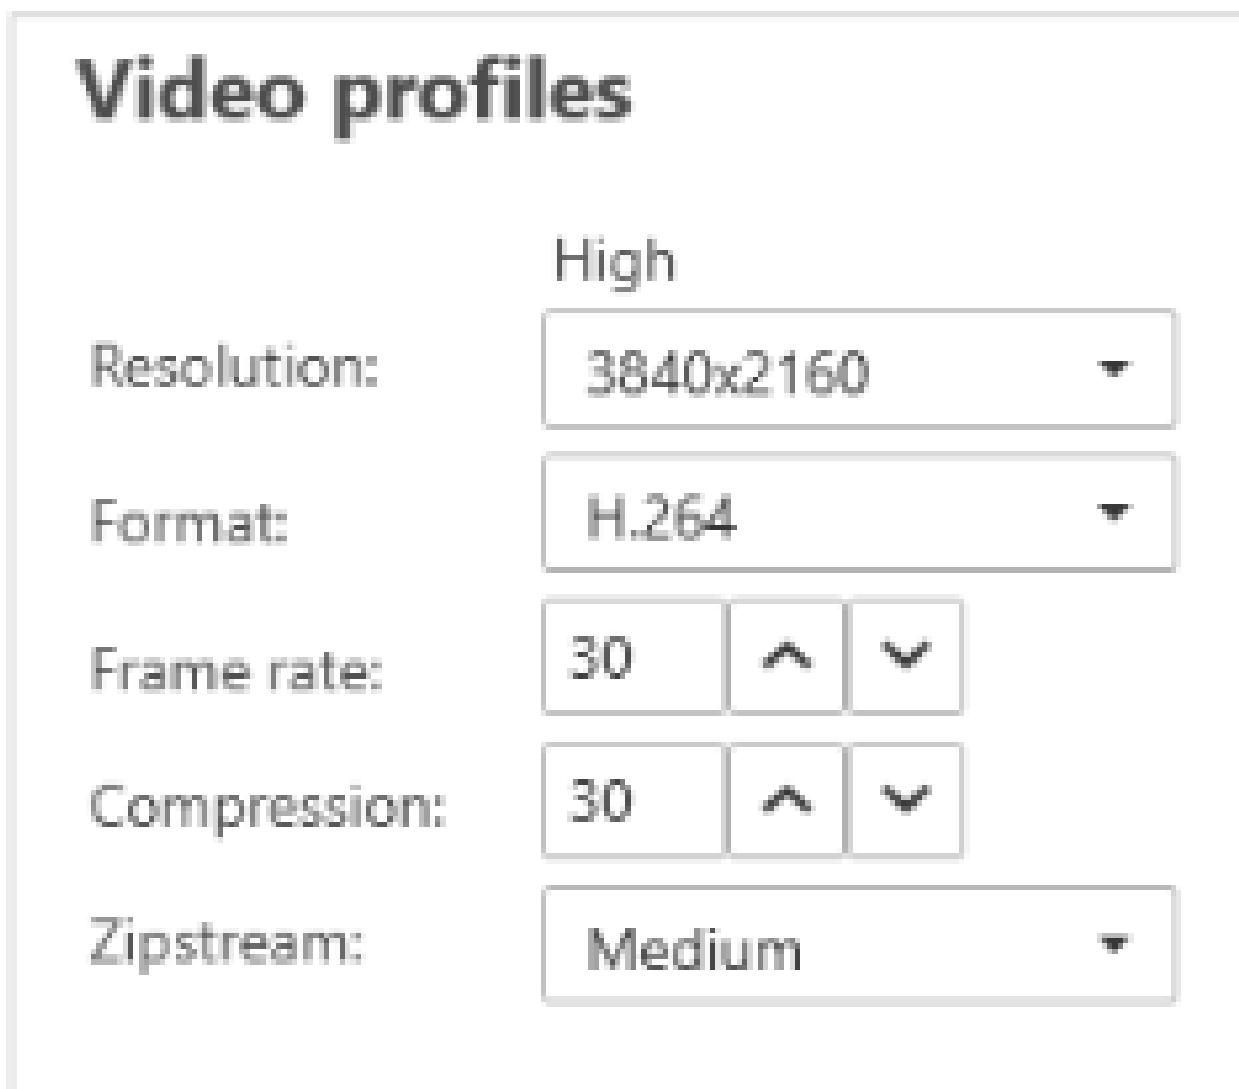 Video profiles
High
Resolution: 3840x2160
Format: H.264
Frame rate: 30
Compression: 30
Zipstream: Medium